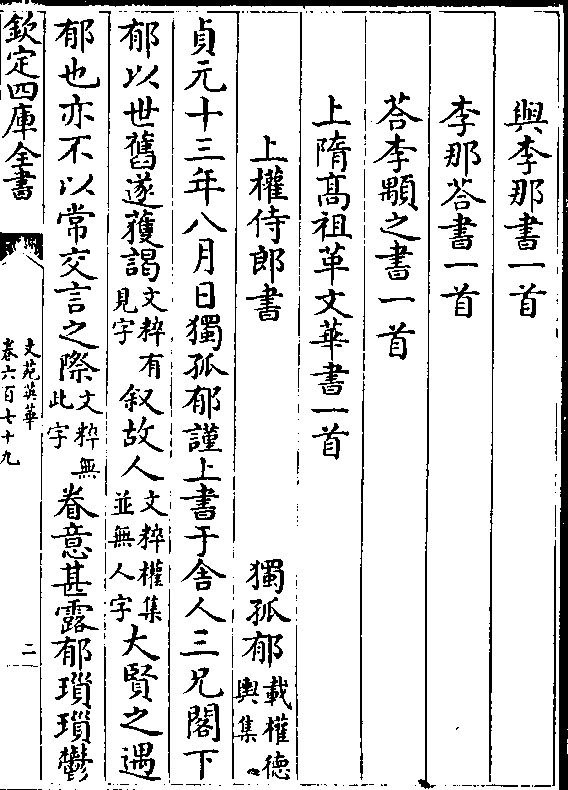 與李那書一首
李那荅書一首
荅李顒之書一首
上隋髙祖革文華書一首
上權侍郎書 獨孤郁載權德輿集
貞元十三年八月日獨孤郁謹上書于舎人三兄閣下
郁以世舊遂獲謁文粹有見字叙故人文粹權集並無人字大賢之遇
郁也亦不以常交言之際文粹無此字眷意甚露郁瑣瑣鬱
欽定四庫全書
文苑英華
卷六百七十九
二